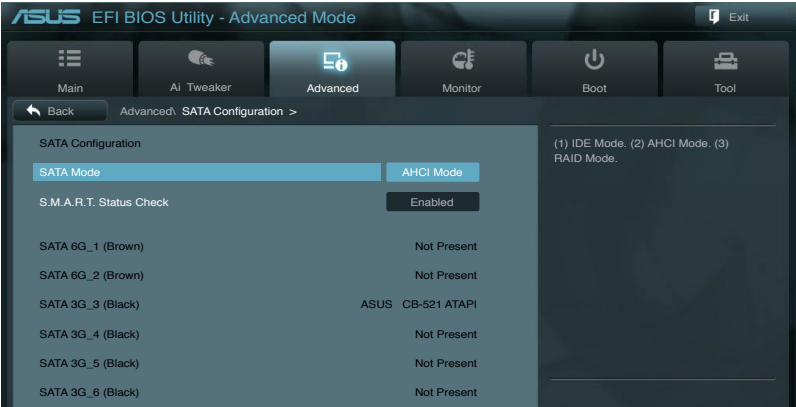 ASUS EFI BIOS Utility - Advanced Mode
Exit
Main
Ai Tweaker
Advanced
Monitor
Boot
Tool
Back
Advanced\ SATA Configuration >
SATA Configuration
SATA Mode AHCI Mode
S.M.A.R.T. Status Check Enabled
SATA 6G_1 (Brown) Not Present
SATA 6G_2 (Brown) Not Present
SATA 3G_3 (Black) ASUS CB-521 ATAPI
SATA 3G_4 (Black) Not Present
SATA 3G_5 (Black) Not Present
SATA 3G_6 (Black) Not Present
(1) IDE Mode. (2) AHCI Mode. (3)
RAID Mode.